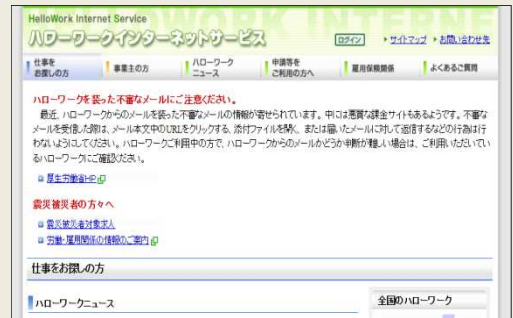 HelloWork Internet Service
ハローワークインターネットサービス
ログイン サイトマップ お問い合わせ先
仕事を
お探しの方
事業主の方
ハローワーク
ニュース
申請等を
ご利用の方へ
雇用保険関係
よくあるご質問
ハローワークを装った不審なメールにご注意ください。
最近、ハローワークからのメールを装った不審なメールの情報が寄せられています。中には悪質な課金サイトもあるようです。不審な
メールを受信した際は、メール本文中のURLをクリックする、添付ファイルを開く、または届いたメールに対して返信するなどの行為は行
わないようにしてください。ハローワークご利用中の方で、ハローワークからのメールかどうか判断が難しい場合は、ご利用いただいてい
るハローワークにご確認ください。
厚生労働省HP
震災被災者の方々へ
震災被災者対象求人
労働・雇用関係の情報のご案内
仕事をお探しの方
ハローワークニュース
全国のハローワーク